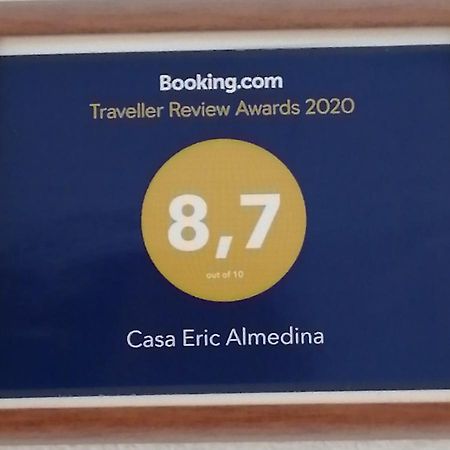 Booking.com
Traveller Review Awards 2020
8,7
out of 10
Casa Eric Almedina